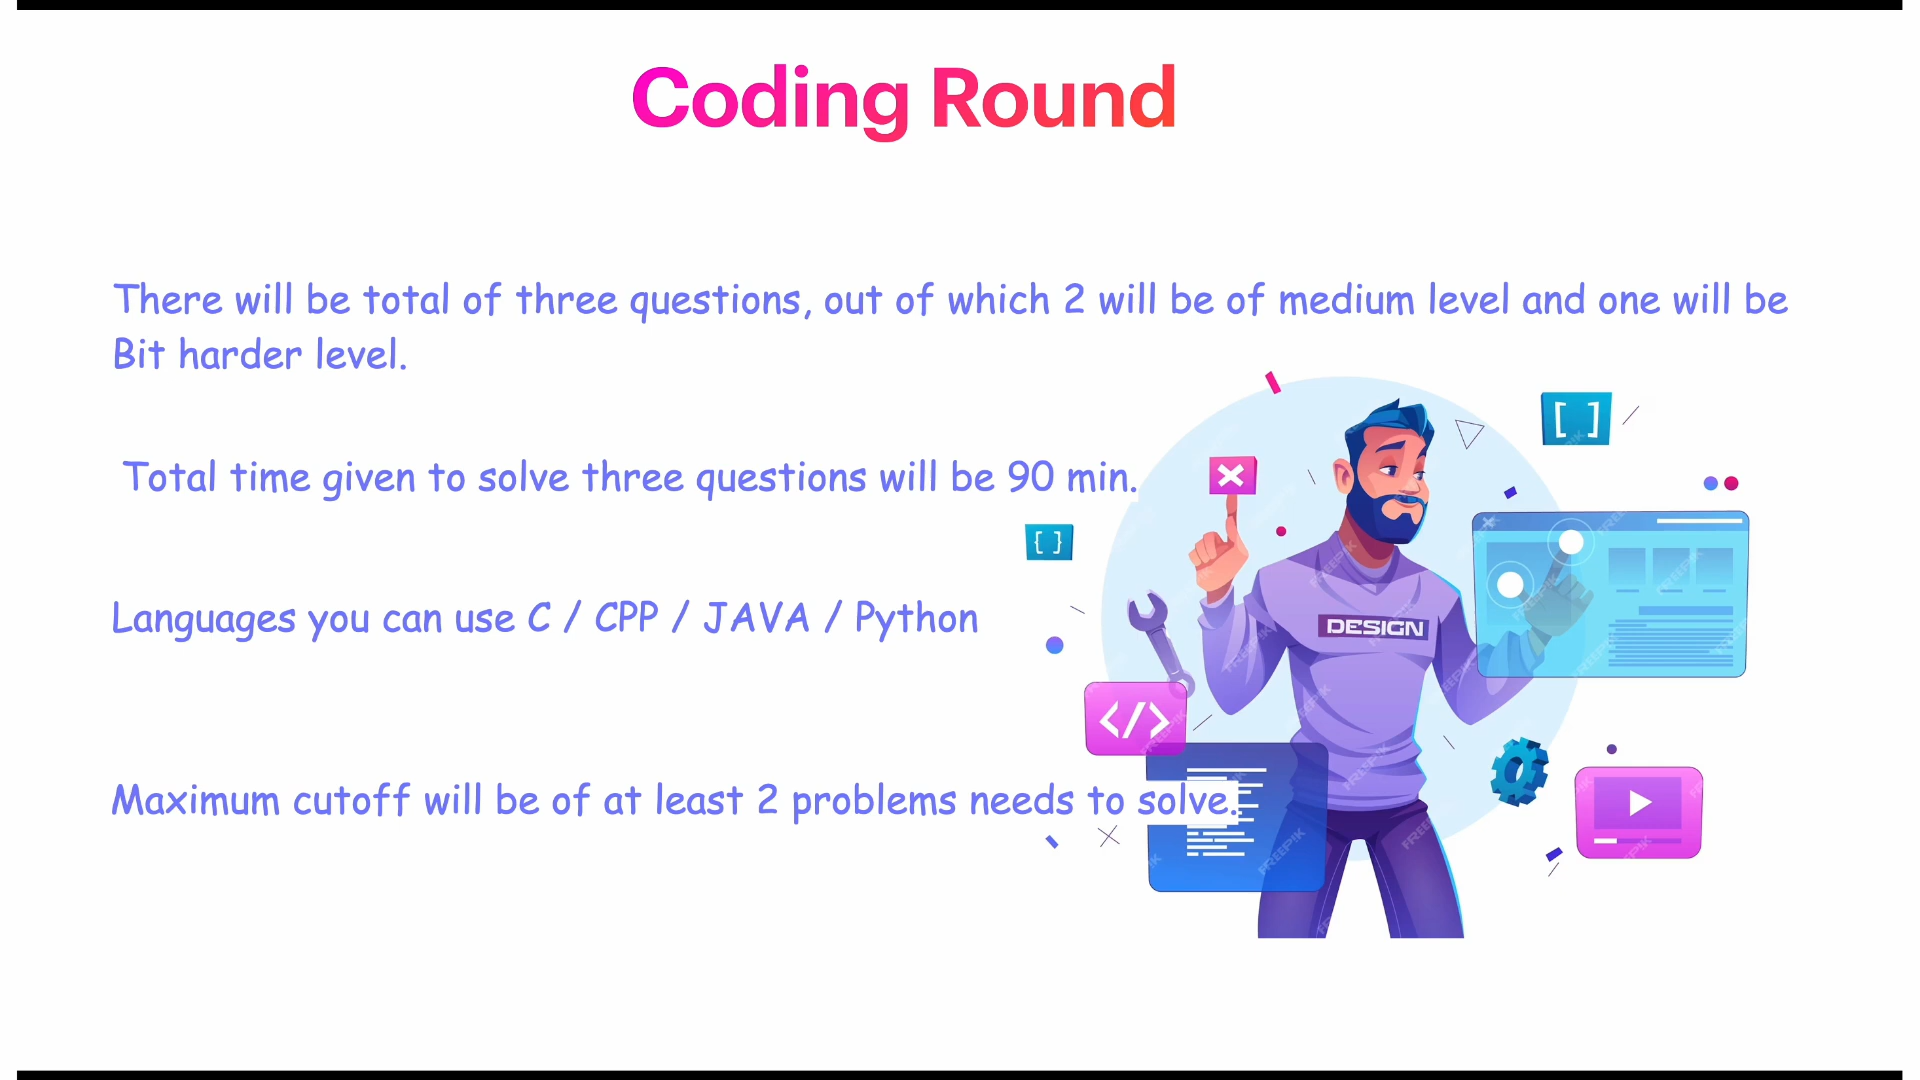 Coding Round
There will be total of three questions, out of which 2 will be of medium level and one will be
Bit harder level.
Total time given to solve three questions will be 90 min.
[ ]
{ }
Languages you can use C / CPP / JAVA / Python
DESIGN
</>
Maximum cutoff will be of at least 2 problems needs to solve.
FREEPIK